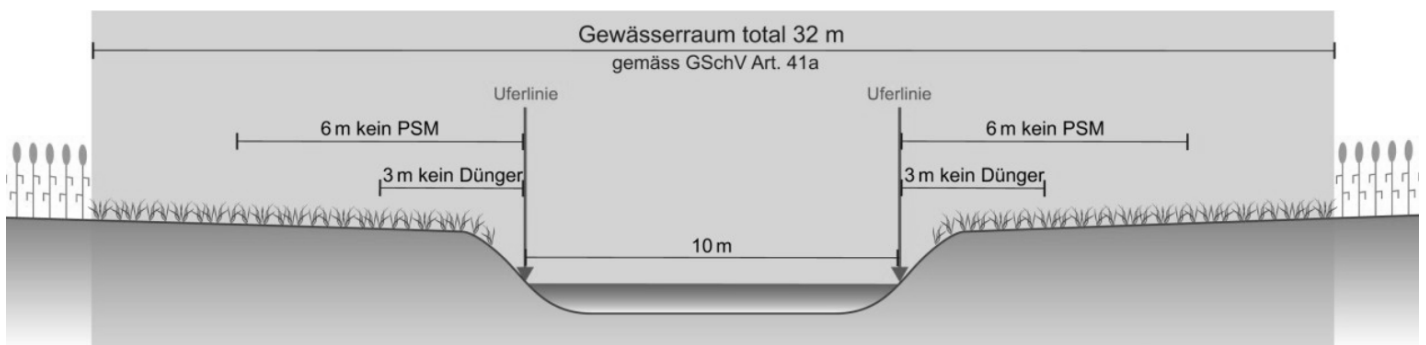 Gewässerraum total 32 m
gemäss GSchV Art. 41a
Uferlinie
Uferlinie
6 m kein PSM
6 m kein PSM
3 m kein Dünger
3 m kein Dünger
10 m